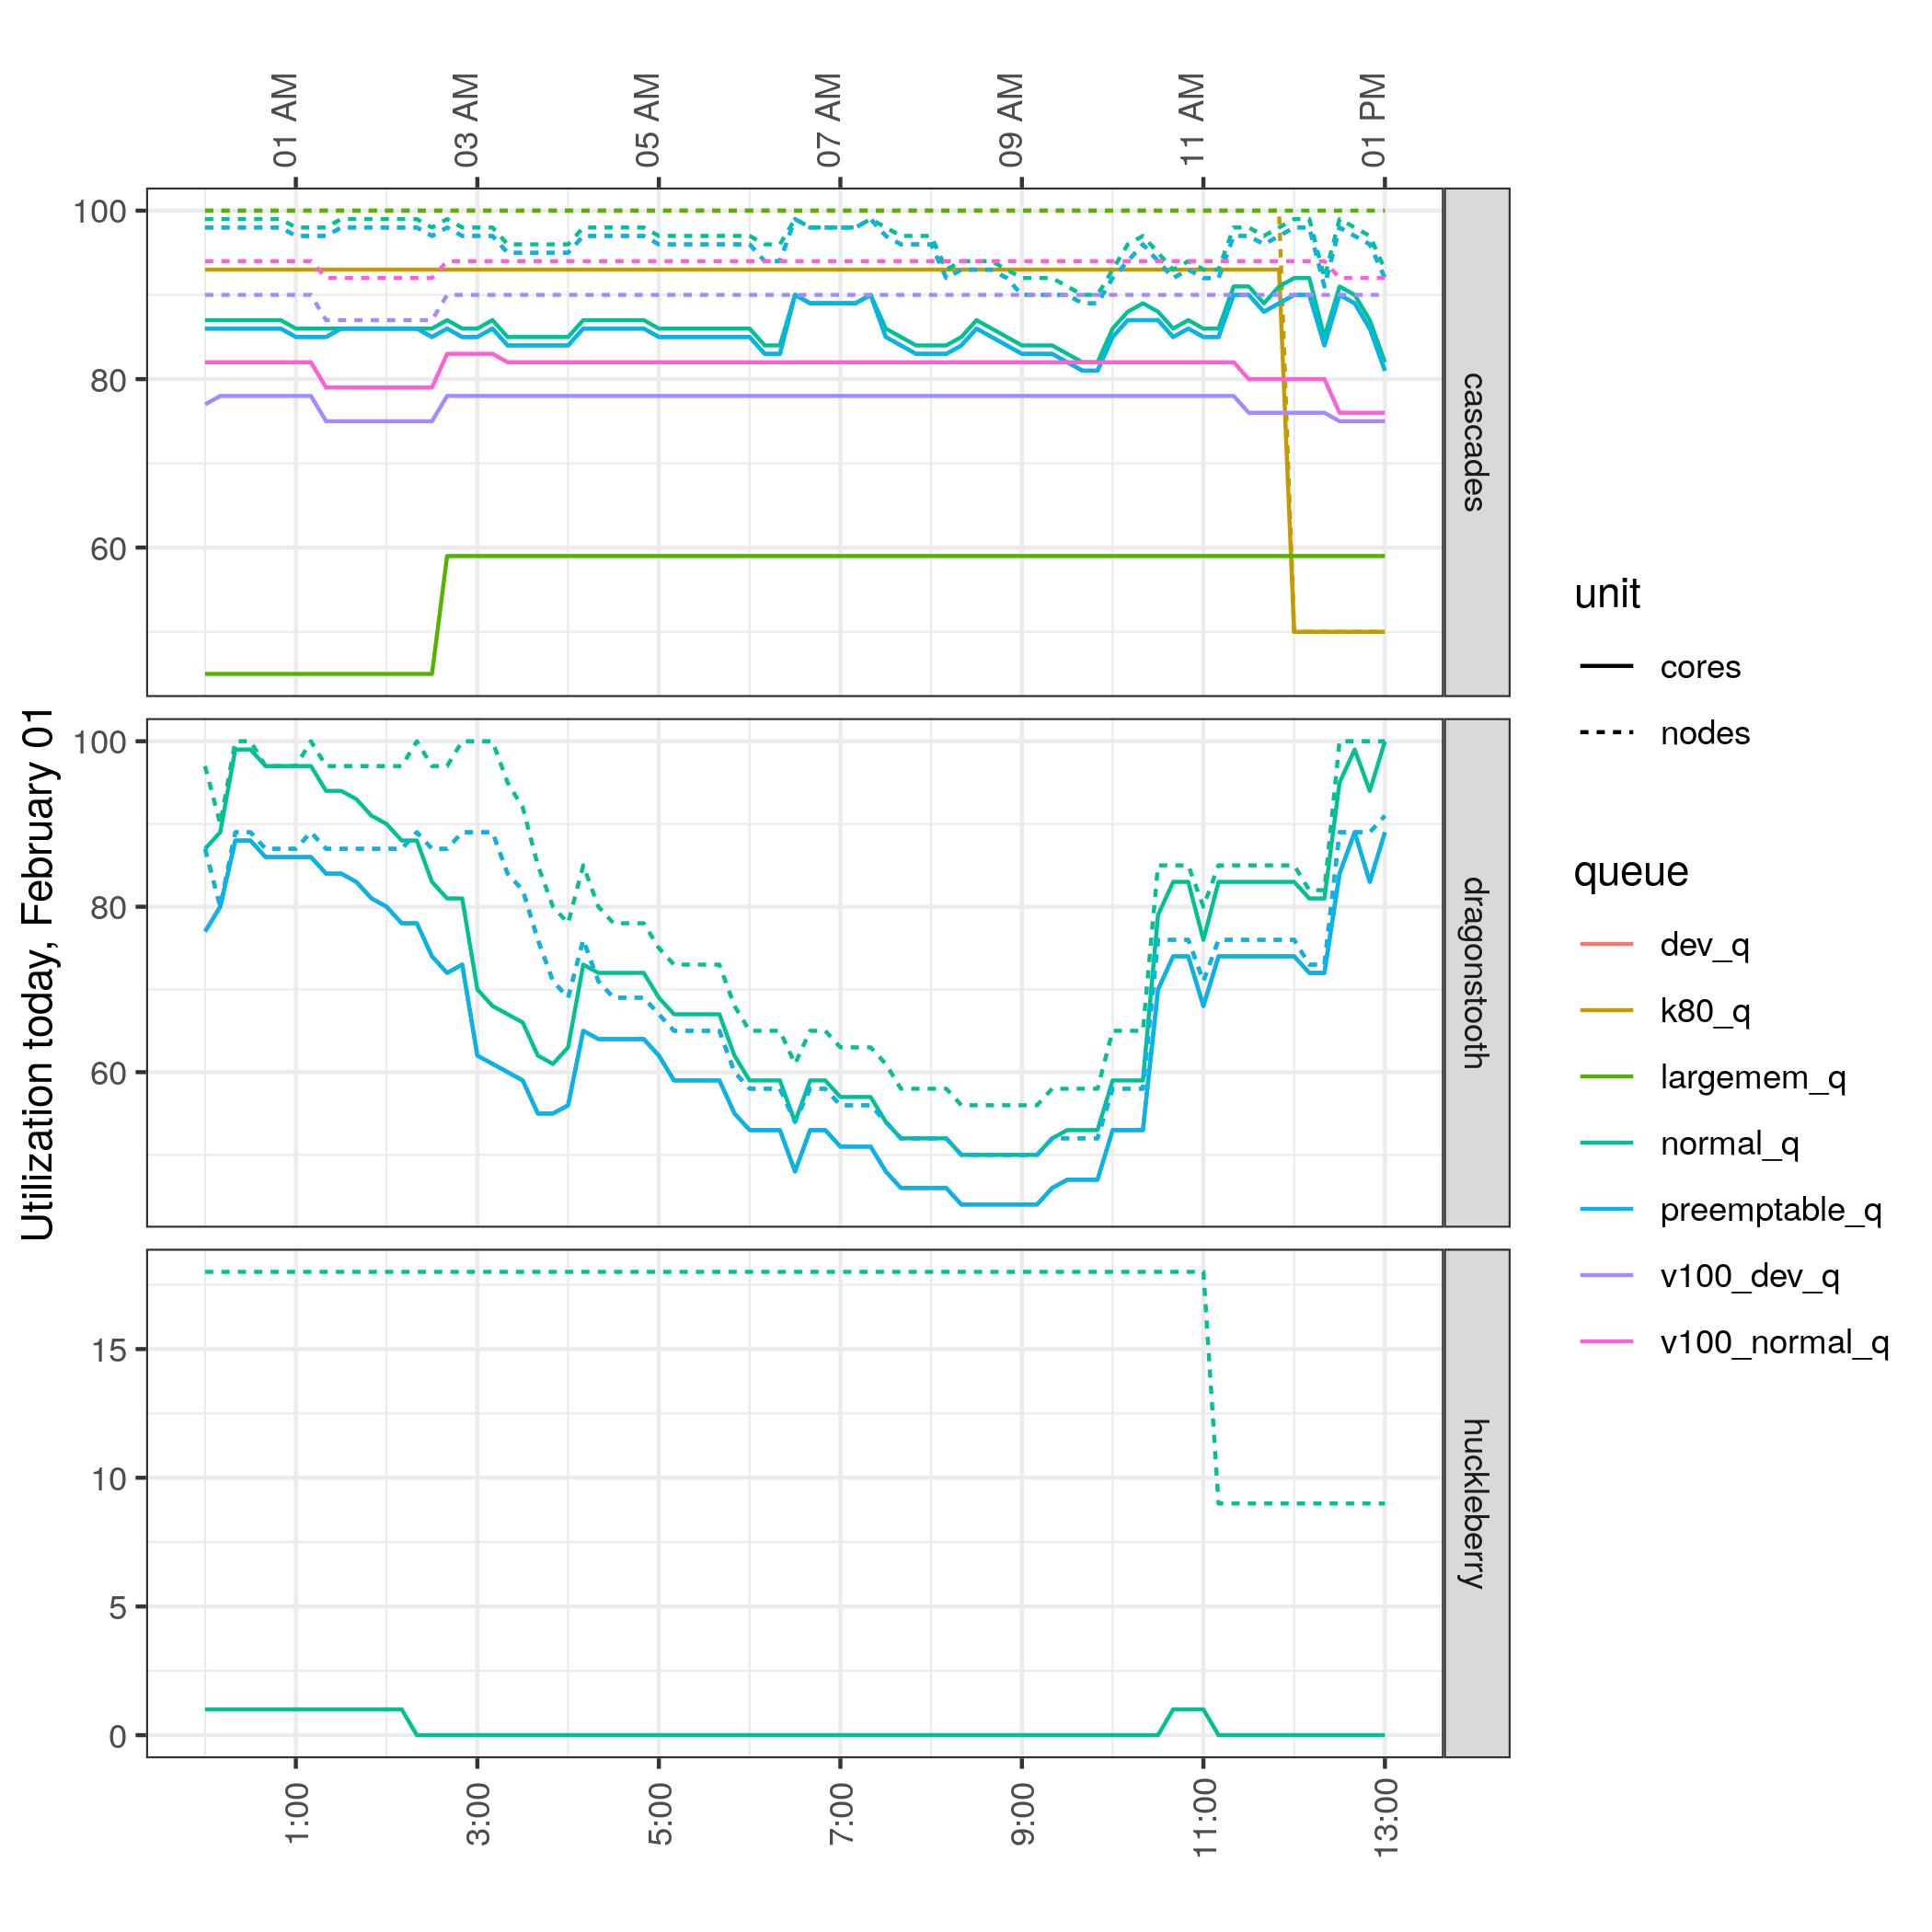 01 AM
03 AM
05 AM
07 AM
09 AM
11 AM
01 PM
100
80
60
cascades
Utilization today, February 01
100
80
60
dragonstooth
15
10
5
0
huckleberry
1:00
3:00
5:00
7:00
9:00
11:00
13:00
unit
cores
nodes
queue
dev_q
k80_q
largemem_q
normal_q
preemptable_q
v100_dev_q
v100_normal_q